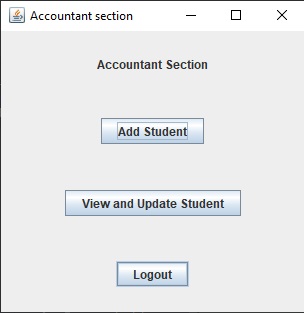 Accountant section
Accountant Section
Add Student
View and Update Student
Logout